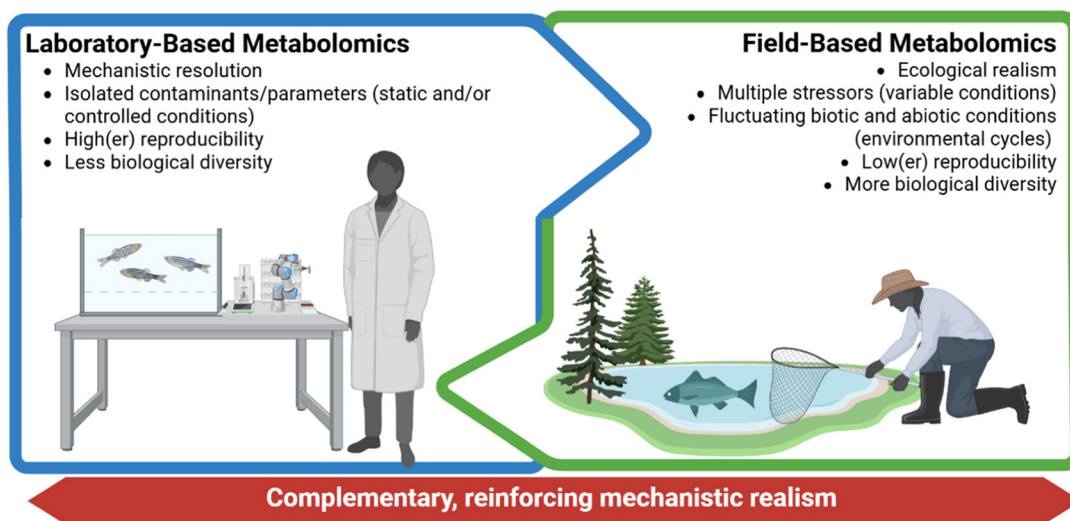 Laboratory-Based Metabolomics
• Mechanistic resolution
• Isolated contaminants/parameters (static and/or
controlled conditions)
• High(er) reproducibility
• Less biological diversity
Field-Based Metabolomics
• Ecological realism
• Multiple stressors (variable conditions)
• Fluctuating biotic and abiotic conditions
(environmental cycles)
• Low(er) reproducibility
• More biological diversity
Complementary, reinforcing mechanistic realism